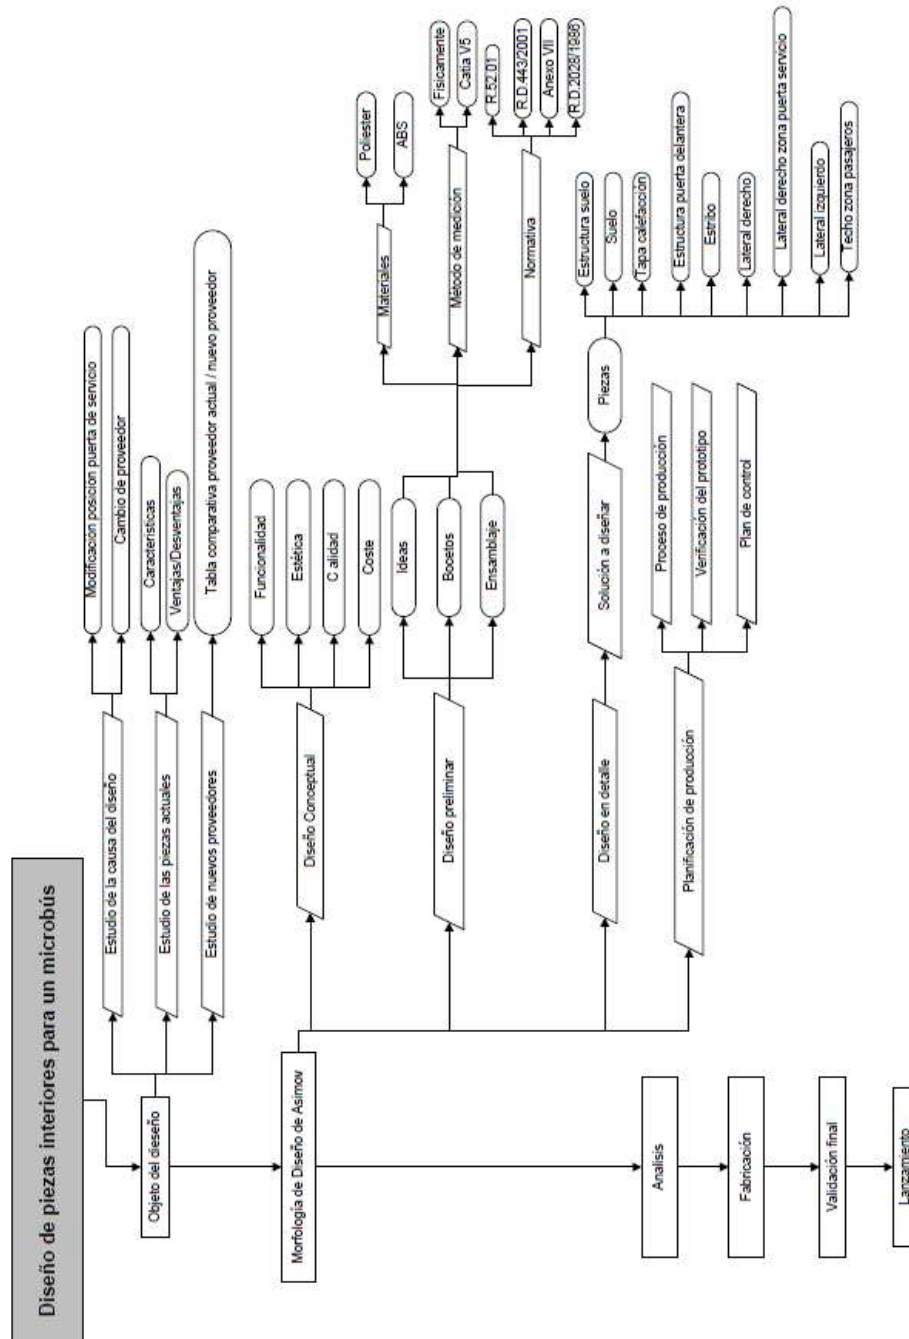 Diseño de piezas interiores para un microbús
Objeto del dieseño
Estudio de la causa del diseño
Modificación posicion puerta de servicio
Cambio de proveedor
Estudio de las piezas actuales
Características
Ventajas/Desventajas
Estudio de nuevos proveedores
Tabla comparativa proveedor actual / nuevo proveedor
Morfología de Diseño de Asimov
Diseño Conceptual
Funcionalidad
Estética
C alidad
Coste
Diseño preliminar
Ideas
Bocetos
Ensamblaje
Materiales
Poliester
ABS
Método de medición
Físicamente
Catia V5
Normativa
R.52.01
R.D.443/2001
Anexo VII
R.D.2028/1986
Diseño en detalle
Solución a diseñar
Piezas
Estructura suelo
Suelo
Tapa calefacción
Estructura puerta delantera
Estribo
Lateral derecho
Lateral derecho zona puerta servicio
Lateral izquierdo
Techo zona pasajeros
Planificación de producción
Proceso de producción
Verificación del prototipo
Plan de control
Analisis
Fabricación
Validación final
Lanzamiento